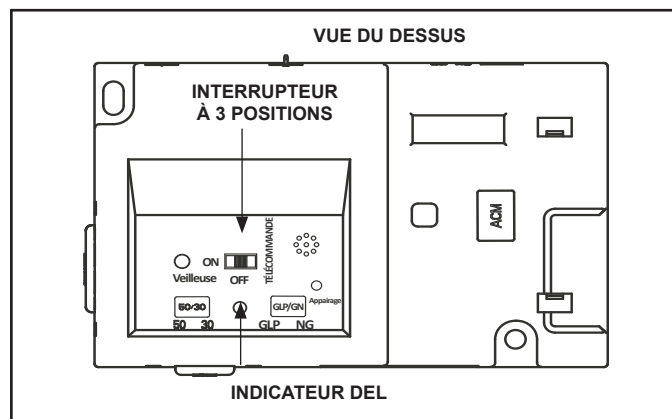 VUE DU DESSUS
INTERRUPTEUR
À 3 POSITIONS
TÉLÉCOMMANDE
ON
Veilleuse
OFF
ACM
Appairage
50/30
GLP/GN
50 30
GLP NG
INDICATEUR DEL